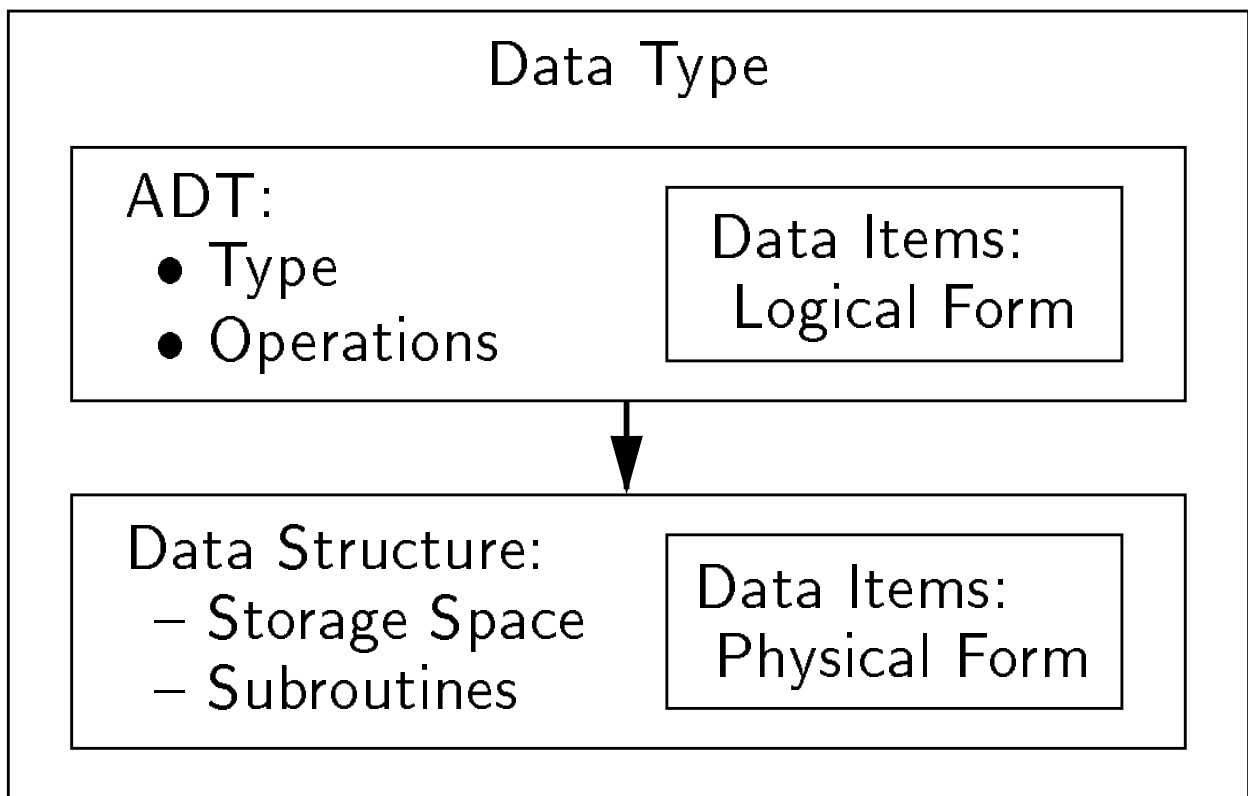 Data Type
ADT:
• Type
• Operations
Data Items:
Logical Form
Data Structure:
– Storage Space
– Subroutines
Data Items:
Physical Form